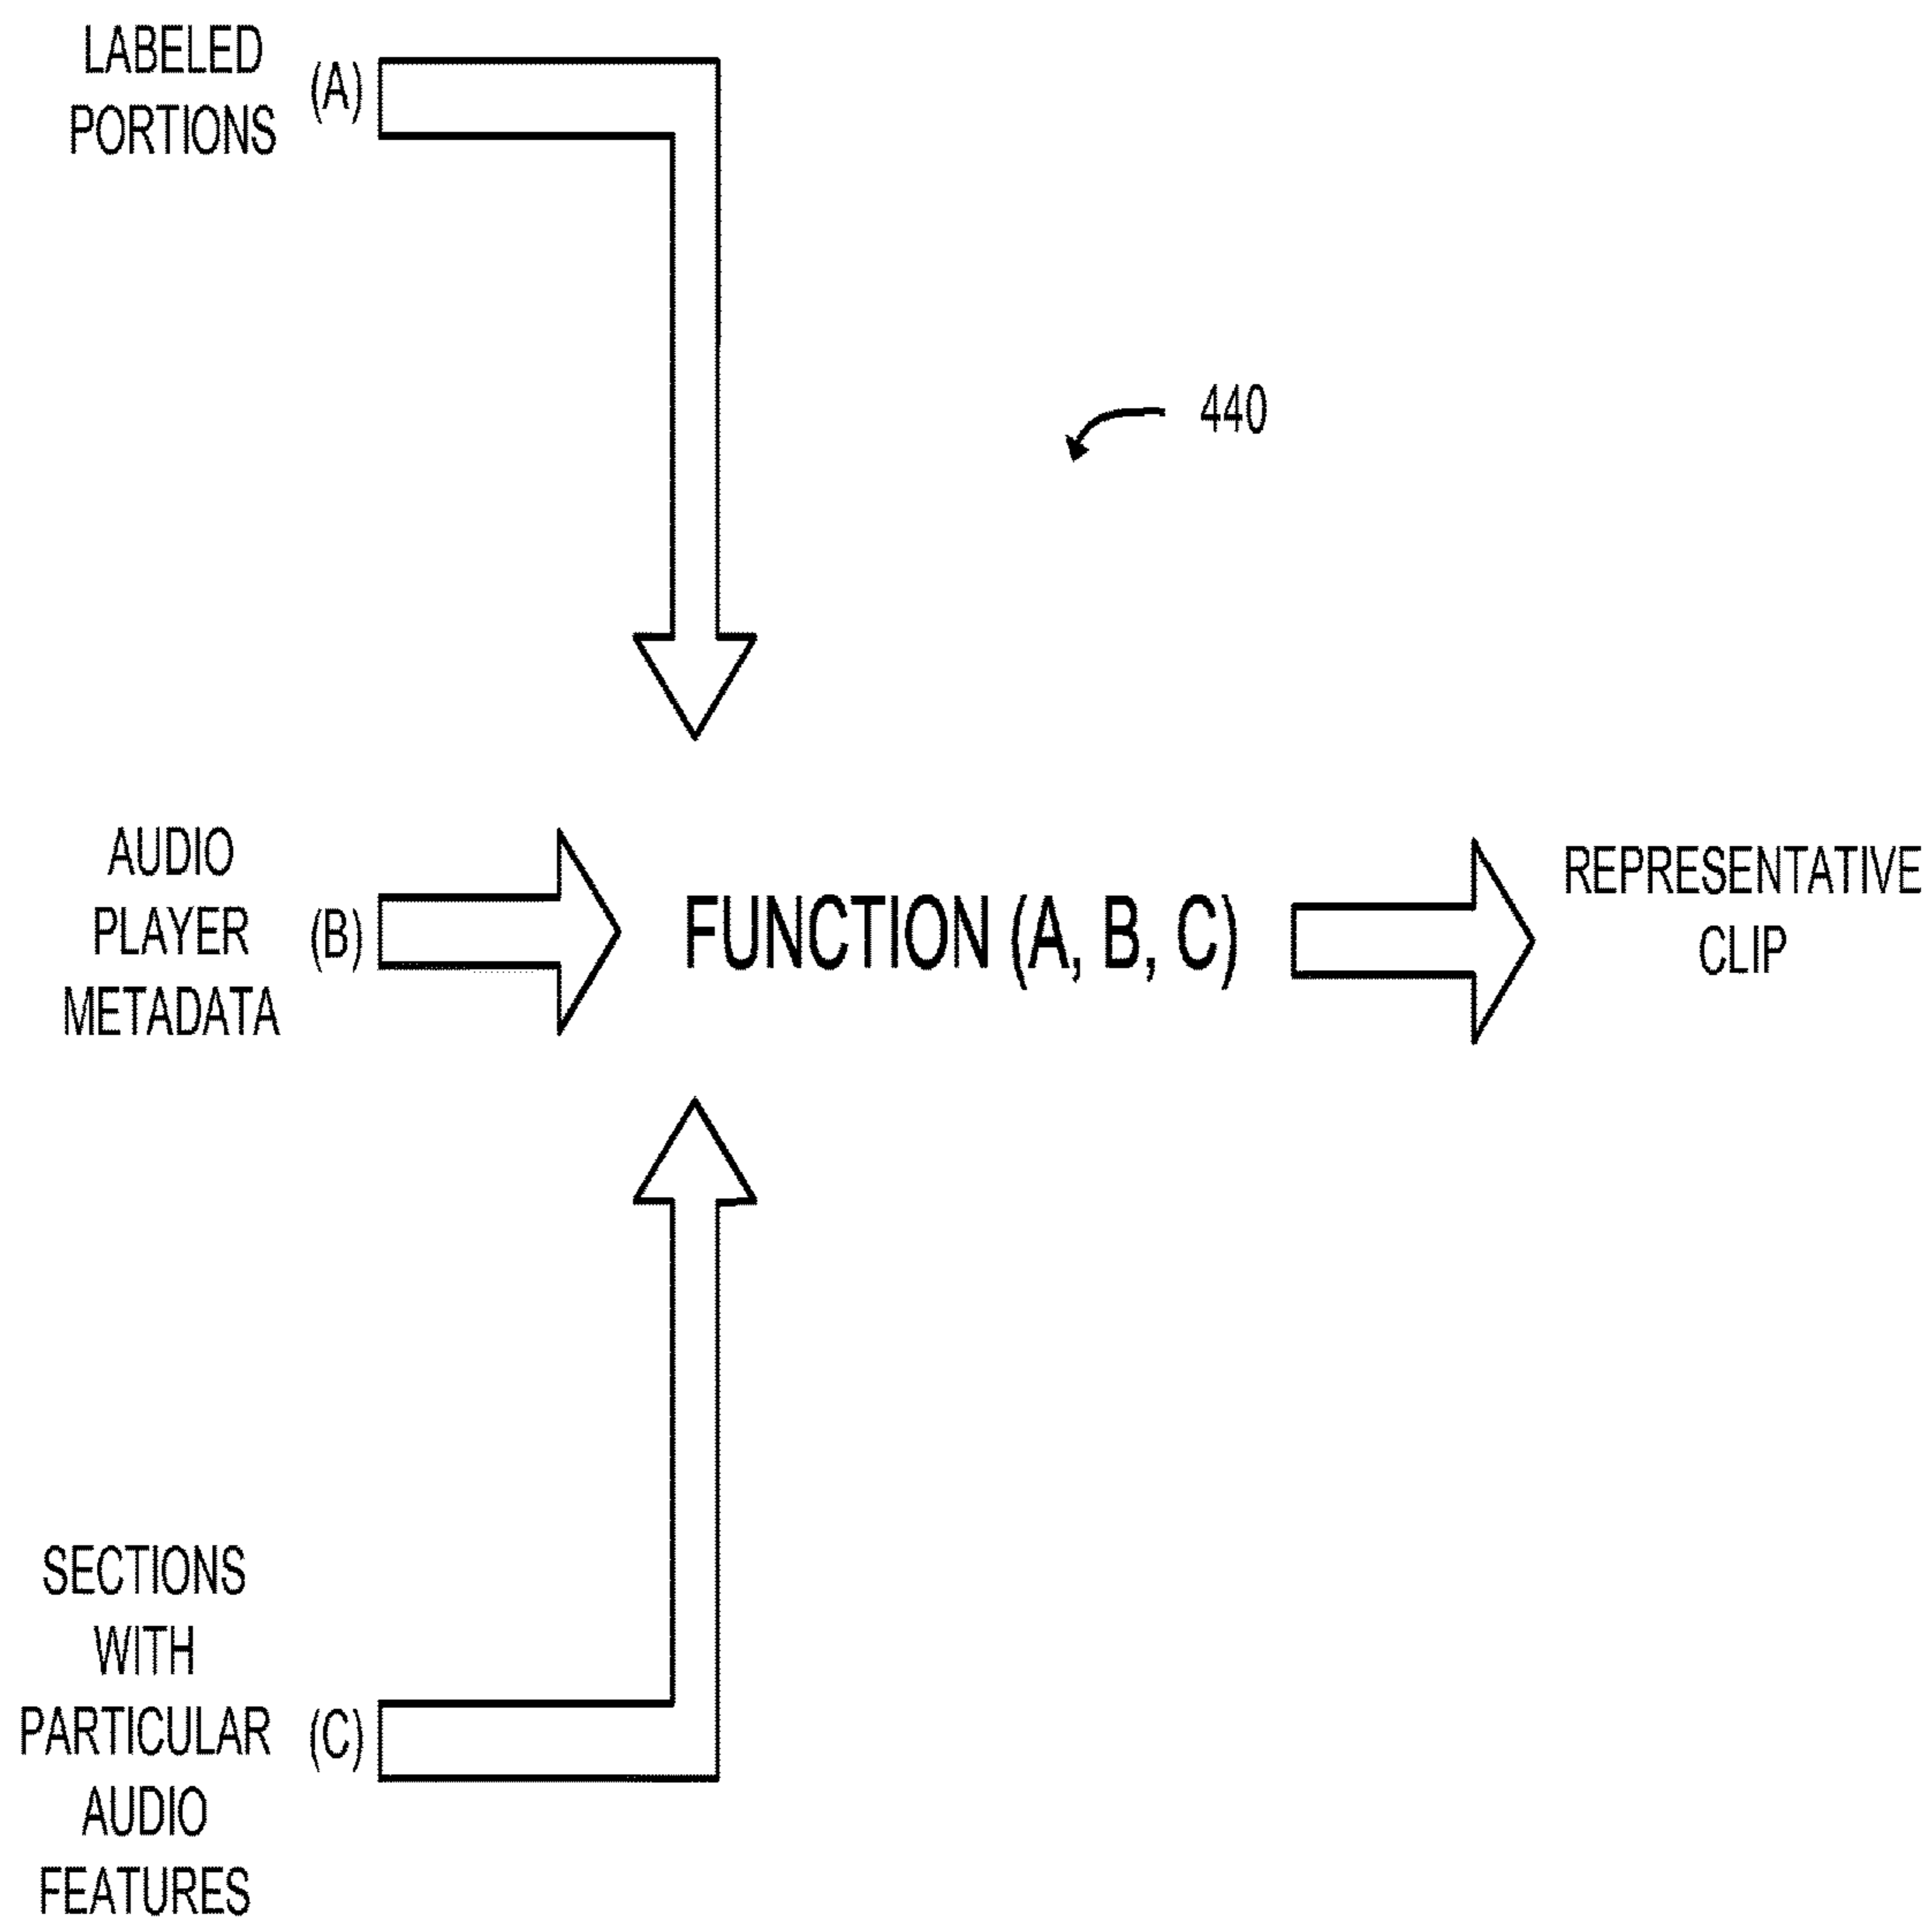 LABELED
PORTIONS
(A)
440
AUDIO
PLAYER
METADATA
(B)
FUNCTION (A, B, C)
REPRESENTATIVE
CLIP
SECTIONS
WITH
PARTICULAR
AUDIO
FEATURES
(C)